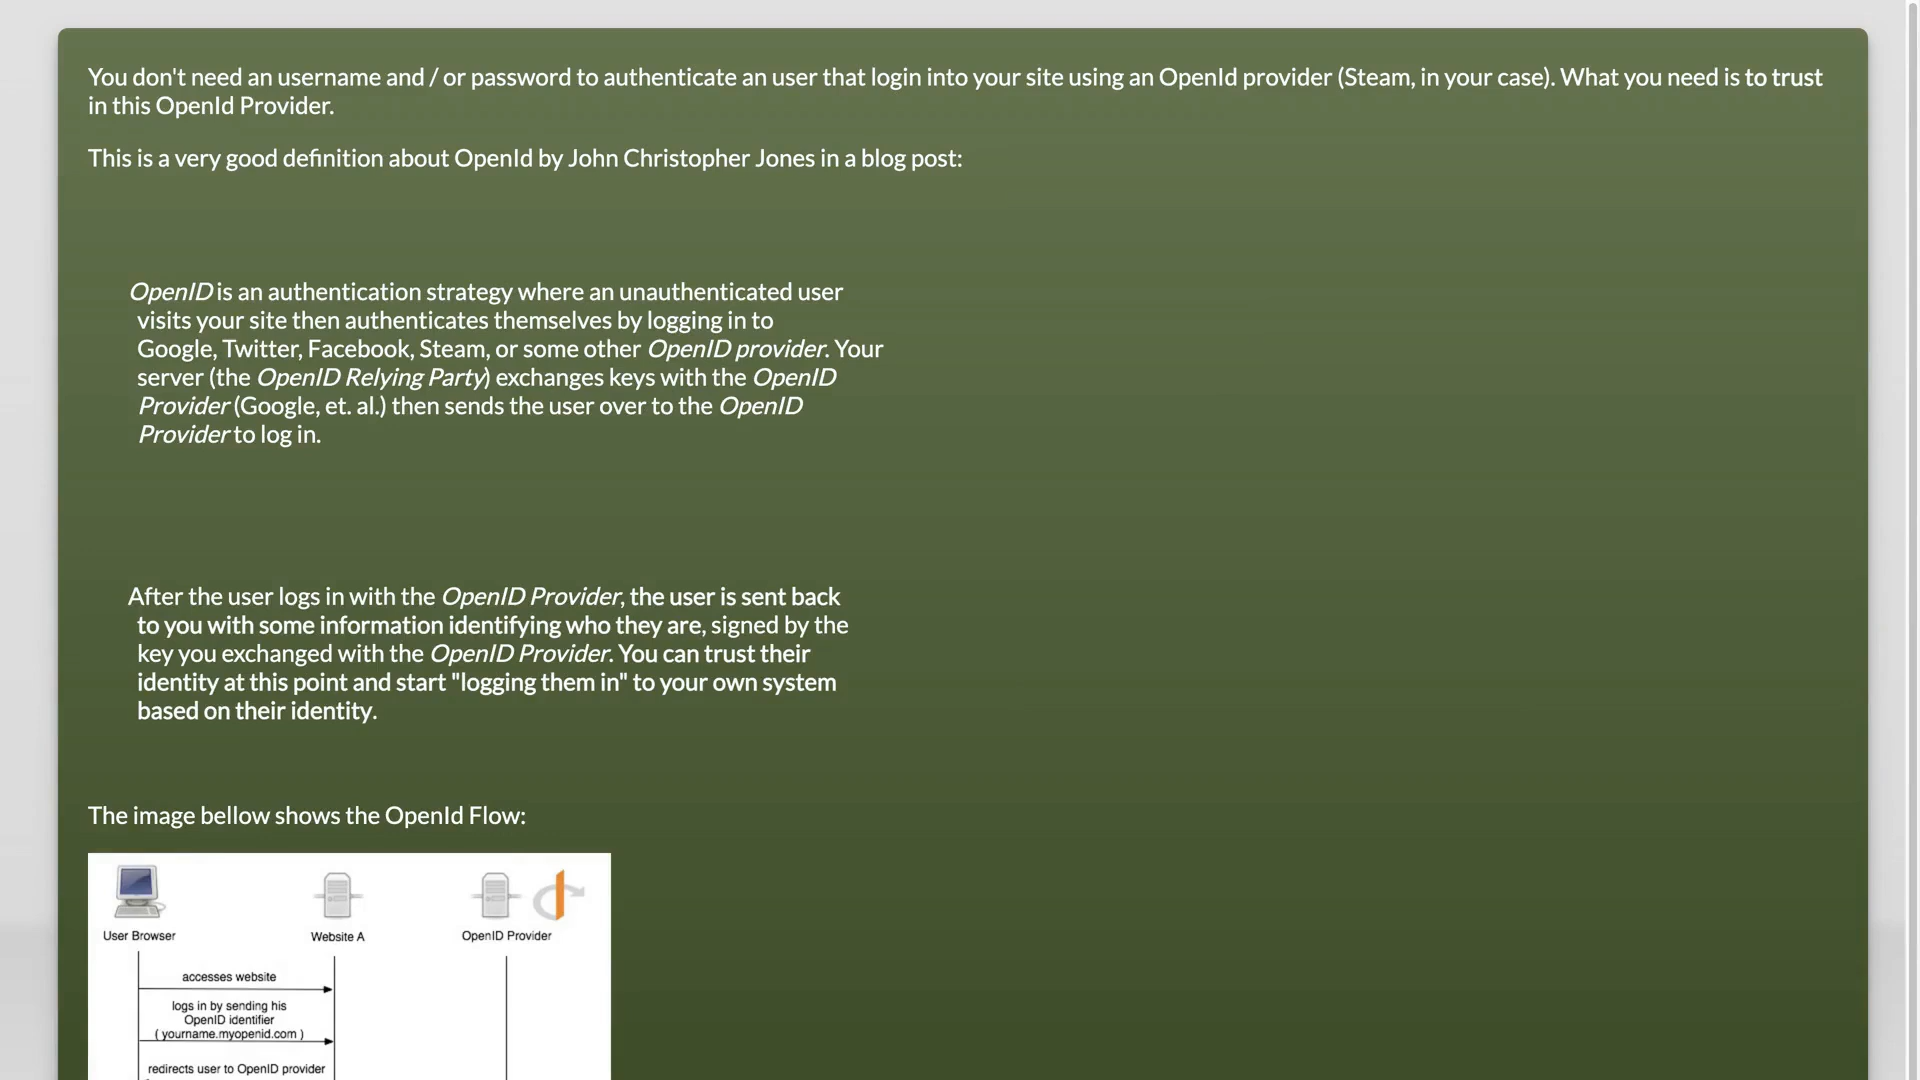 You don't need an username and / or password to authenticate an user that login into your site using an OpenId provider (Steam, in your case). What you need is to trust
in this OpenId Provider.
This is a very good definition about OpenId by John Christopher Jones in a blog post:
OpenID is an authentication strategy where an unauthenticated user
visits your site then authenticates themselves by logging in to
Google, Twitter, Facebook, Steam, or some other OpenID provider. Your
server (the OpenID Relying Party) exchanges keys with the OpenID
Provider (Google, et. al.) then sends the user over to the OpenID
Provider to log in.
After the user logs in with the OpenID Provider, the user is sent back
to you with some information identifying who they are, signed by the
key you exchanged with the OpenID Provider. You can trust their
identity at this point and start "logging them in" to your own system
based on their identity.
The image bellow shows the OpenId Flow:
User Browser
Website A
OpenID Provider
accesses website
logs in by sending his
OpenID identifier
( yourname.myopenid.com )
redirects user to OpenID provider